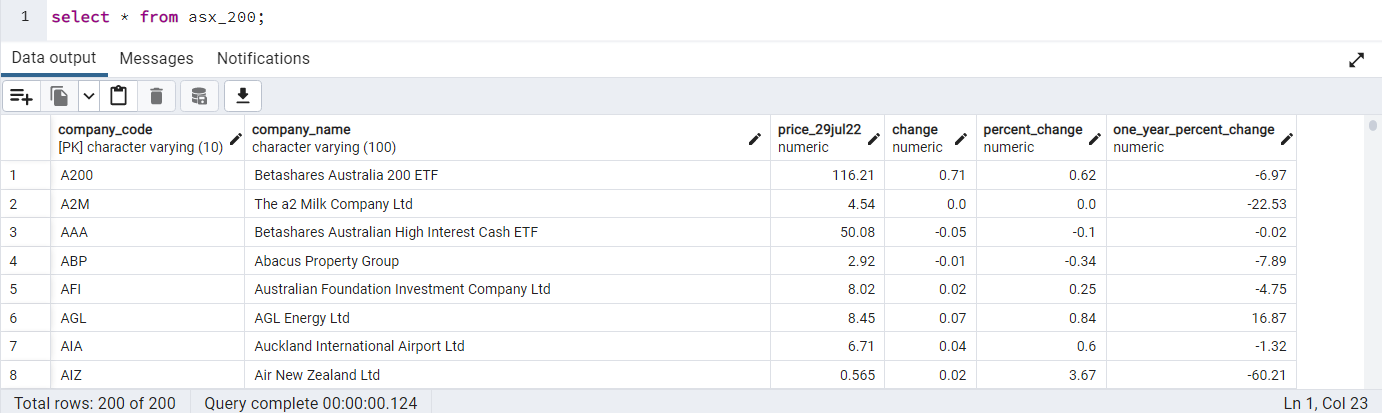 1 select * from asx_200;
Data output Messages Notifications
company_code company_name price_29jul22 change percent_change one_year_percent_change
[PK] character varying (10) character varying (100) numeric numeric numeric numeric
1 A200 Betashares Australia 200 ETF 116.21 0.71 0.62 -6.97
2 A2M The a2 Milk Company Ltd 4.54 0.0 0.0 -22.53
3 AAA Betashares Australian High Interest Cash ETF 50.08 -0.05 -0.1 -0.02
4 ABP Abacus Property Group 2.92 -0.01 -0.34 -7.89
5 AFI Australian Foundation Investment Company Ltd 8.02 0.02 0.25 -4.75
6 AGL AGL Energy Ltd 8.45 0.07 0.84 16.87
7 AIA Auckland International Airport Ltd 6.71 0.04 0.6 -1.32
8 AIZ Air New Zealand Ltd 0.565 0.02 3.67 -60.21
Total rows: 200 of 200 Query complete 00:00:00.124 Ln 1, Col 23